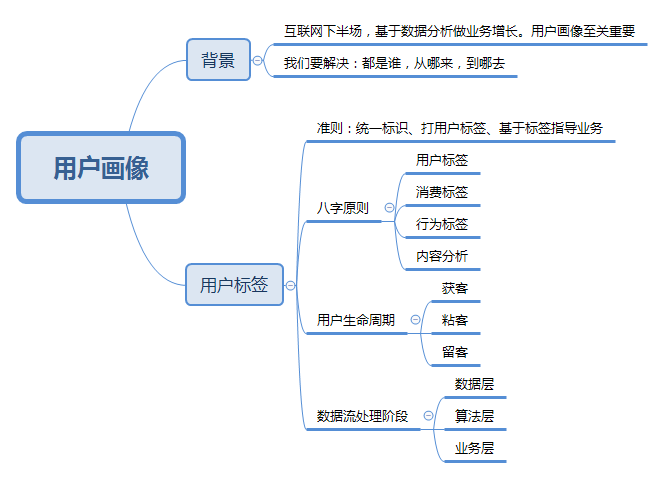 用户画像
背景
互联网下半场，基于数据分析做业务增长。用户画像至关重要
我们要解决：都是谁，从哪来，到哪去
用户标签
准则：统一标识、打用户标签、基于标签指导业务
八字原则
用户标签
消费标签
行为标签
内容分析
用户生命周期
获客
粘客
留客
数据流处理阶段
数据层
算法层
业务层